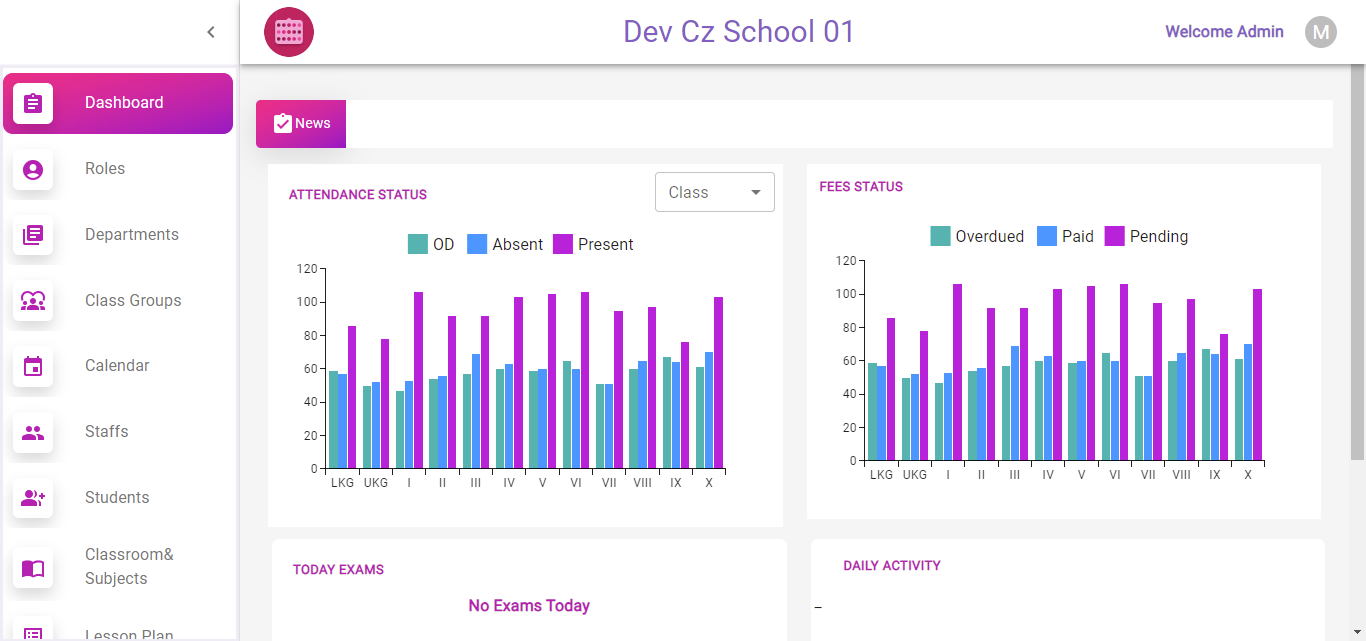 Dev Cz School 01
Welcome Admin
M
Dashboard
Roles
Departments
Class Groups
Calendar
Staffs
Students
Classroom&
Subjects
Lesson Plan
News
ATTENDANCE STATUS
Class
OD Absent Present
120
100
80
60
40
20
0
LKG UKG I II III IV V VI VII VIII IX X
FEES STATUS
Overdued Paid Pending
120
100
80
60
40
20
0
LKG UKG I II III IV V VI VII VIII IX X
TODAY EXAMS
No Exams Today
DAILY ACTIVITY
–